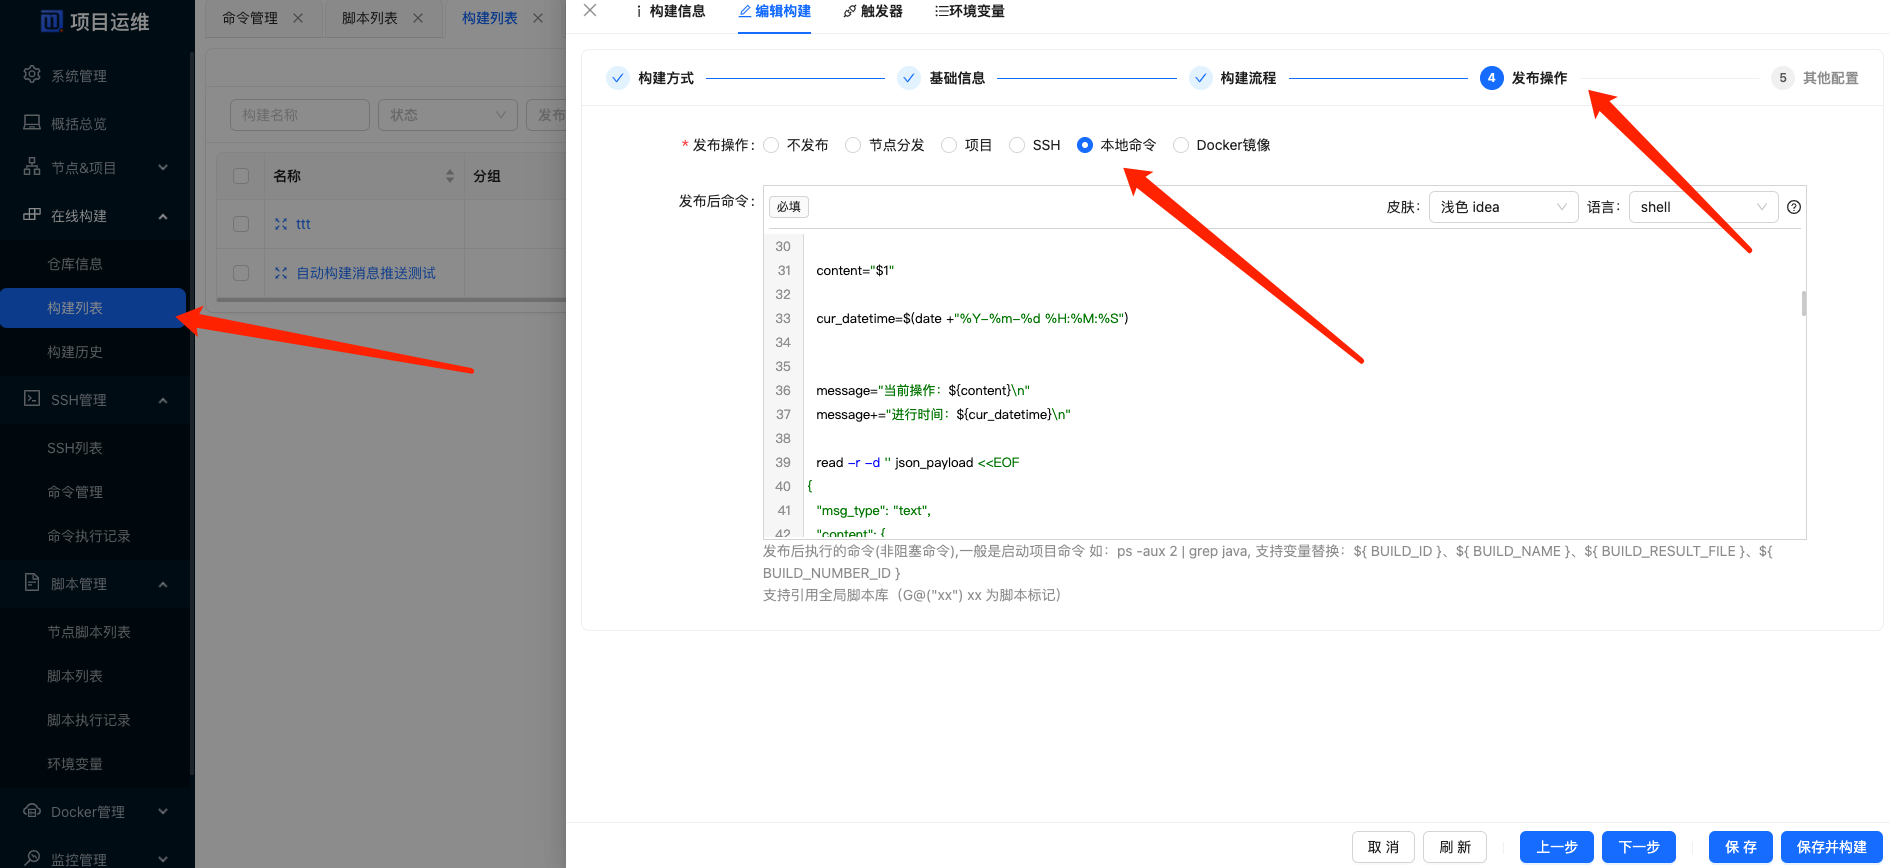 项目运维
系统管理
概括总览
节点&项目
在线构建
仓库信息
构建列表
构建历史
SSH管理
SSH列表
命令管理
命令执行记录
脚本管理
节点脚本列表
脚本列表
脚本执行记录
环境变量
Docker管理
监控管理
命令管理 脚本列表 构建列表
构建名称 状态 发布
名称 分组
ttt
自动构建消息推送测试
构建信息 编辑构建 触发器 环境变量
构建方式 基础信息 构建流程 4 发布操作 5 其他配置
* 发布操作: 不发布 节点分发 项目 SSH 本地命令 Docker镜像
发布后命令: 必填 皮肤: 浅色 idea 语言: shell
30
31 content="$1"
32
33 cur_datetime=$(date +"%Y-%m-%d %H:%M:%S")
34
35
36 message="当前操作：${content}\n"
37 message+="进行时间：${cur_datetime}\n"
38
39 read -r -d '' json_payload <<EOF
40 {
41 "msg_type": "text",
42 "content": {
发布后执行的命令(非阻塞命令),一般是启动项目命令 如：ps -aux 2 | grep java, 支持变量替换：${ BUILD_ID }、${ BUILD_NAME }、${ BUILD_RESULT_FILE }、${
BUILD_NUMBER_ID }
支持引用全局脚本库（G@("xx") xx 为脚本标记）
取 消 刷 新 上一步 下一步 保 存 保存并构建